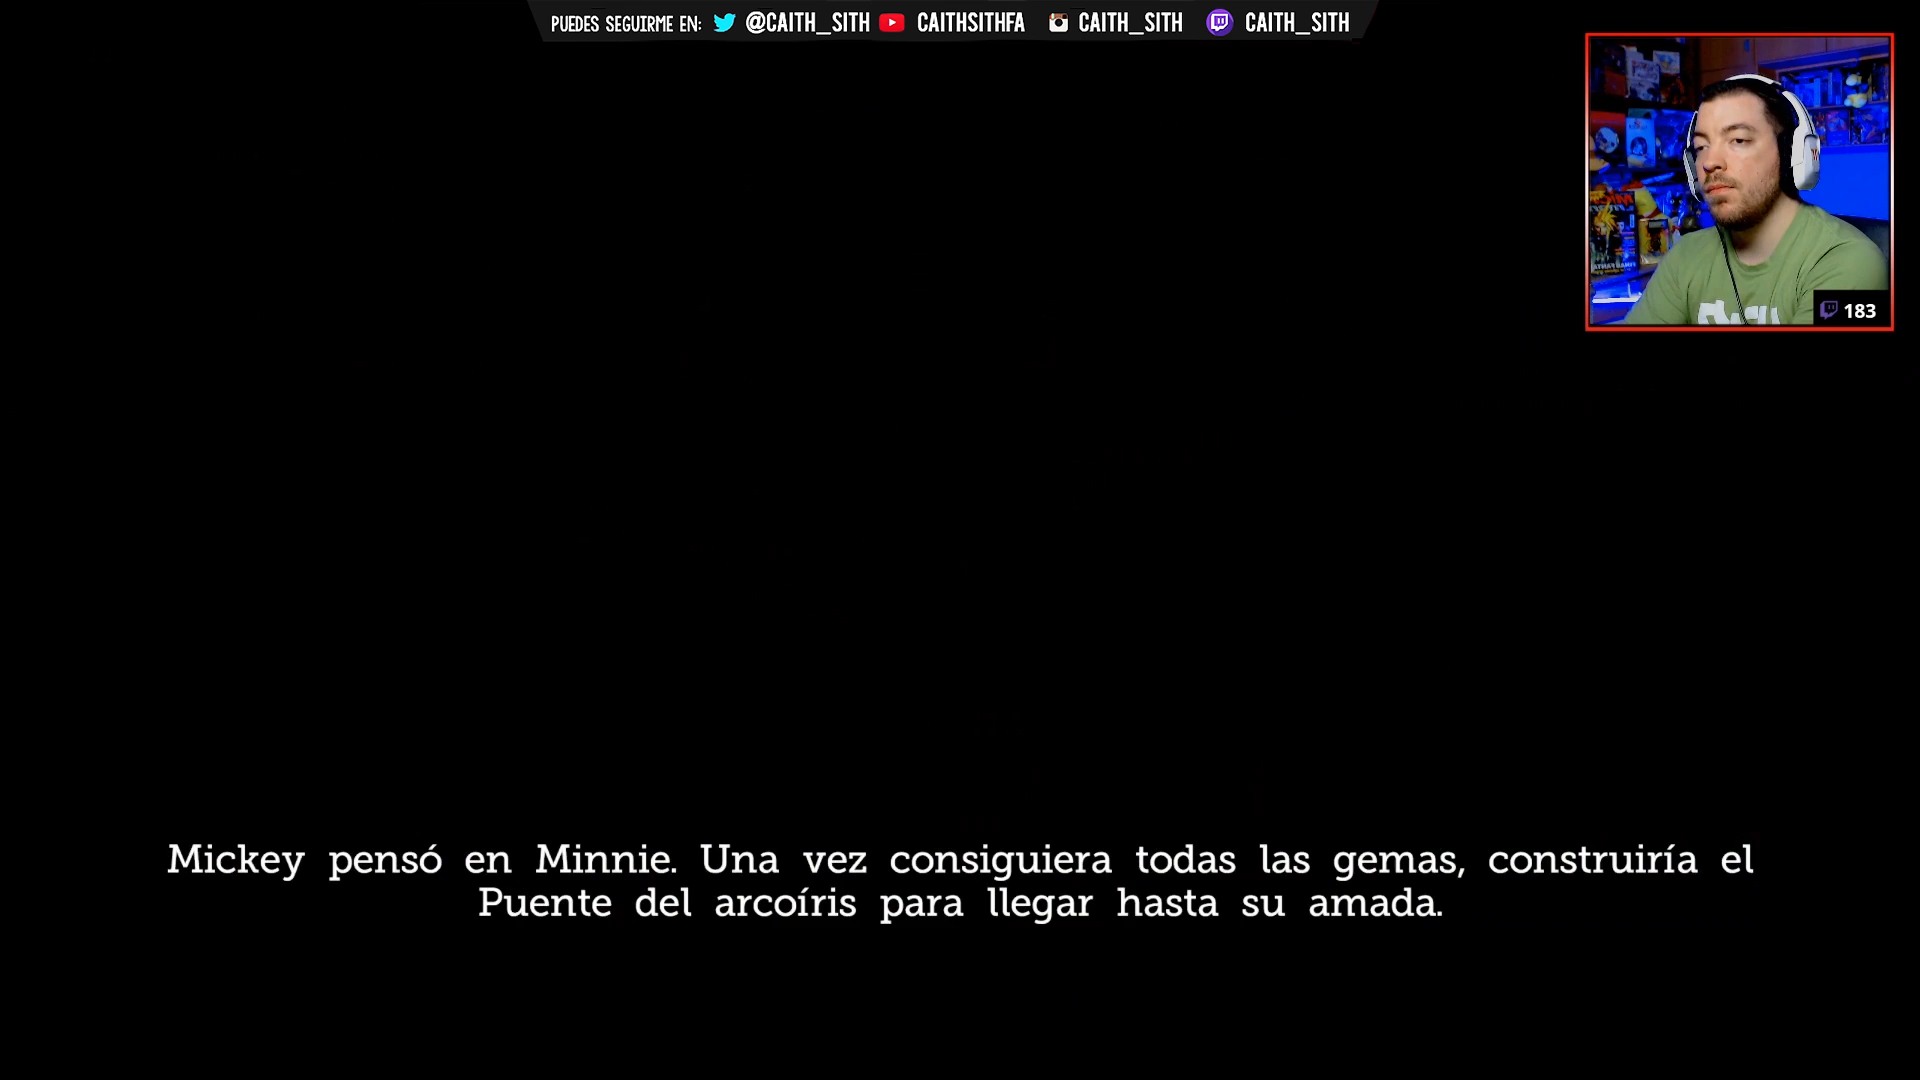 PUEDES SEGUIRME EN: @CAITH_SITH CAITHSITHFA CAITH_SITH CAITH_SITH
183
Mickey pensó en Minnie. Una vez consiguiera todas las gemas, construiría el
Puente del arcoíris para llegar hasta su amada.